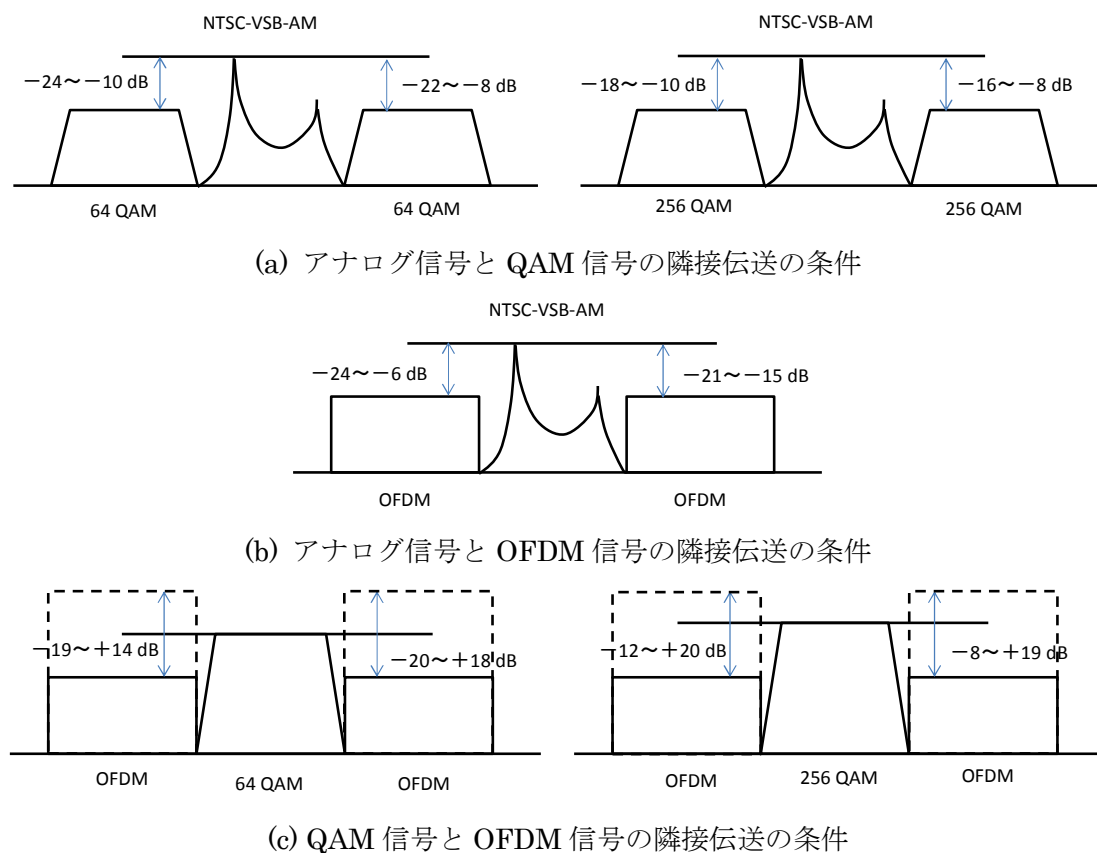 NTSC-VSB-AM
NTSC-VSB-AM
－24～－10 dB
－22～－8 dB
－18～－10 dB
－16～－8 dB
64 QAM
64 QAM
256 QAM
256 QAM
(a) アナログ信号と QAM 信号の隣接伝送の条件
NTSC-VSB-AM
－24～－6 dB
－21～－15 dB
OFDM
OFDM
(b) アナログ信号と OFDM 信号の隣接伝送の条件
－19～＋14 dB
－20～＋18 dB
－12～＋20 dB
－8～＋19 dB
OFDM
64 QAM
OFDM
OFDM
256 QAM
OFDM
(c) QAM 信号と OFDM 信号の隣接伝送の条件